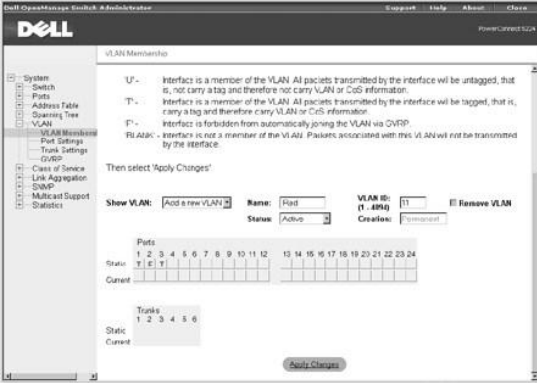 Dell OpenManage Switch Administrator Support Help About Close
DELL
PowerConnect 5224
VLAN Membership
System
Switch
Ports
Address Table
Spanning Tree
VLAN
VLAN Members
Port Settings
Trunk Settings
GVRP
Class of Service
Link Aggregation
SNMP
Multicast Support
Statistics
'U' - Interface is a member of the VLAN. All packets transmitted by the interface will be untagged, that
is, not carry a tag and therefore not carry VLAN or CoS information.
'T' - Interface is a member of the VLAN. All packets transmitted by the interface will be tagged, that is,
carry a tag and therefore carry VLAN or CoS information.
'F' - Interface is forbidden from automatically joining the VLAN via GVRP.
'BLANK' - Interface is not a member of the VLAN. Packets associated with this VLAN will not be transmitted
by the interface.
Then select 'Apply Changes'
Show VLAN: Add a new VLAN Name: Red VLAN ID: (1 - 4094) 11 Remove VLAN
Status: Active Creation: Permanent
Ports
1 2 3 4 5 6 7 8 9 10 11 12 13 14 15 16 17 18 19 20 21 22 23 24
Static T F T
Current
Trunks
1 2 3 4 5 6
Static
Current
Apply Changes